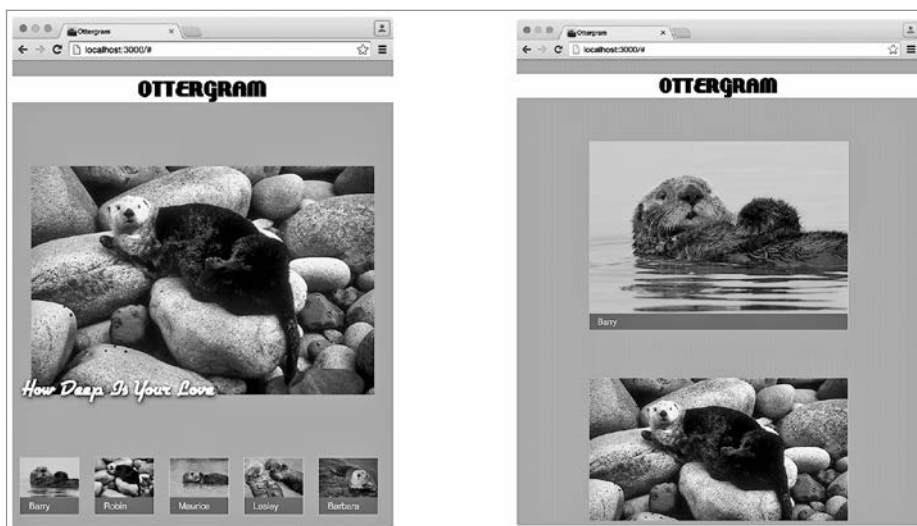 Ottergram
localhost:3000/#
OTTERGRAM
How Deep Is Your Love
Barry
Robin
Maurice
Lesley
Barbara
Ottergram
localhost:3000/#
OTTERGRAM
Barry